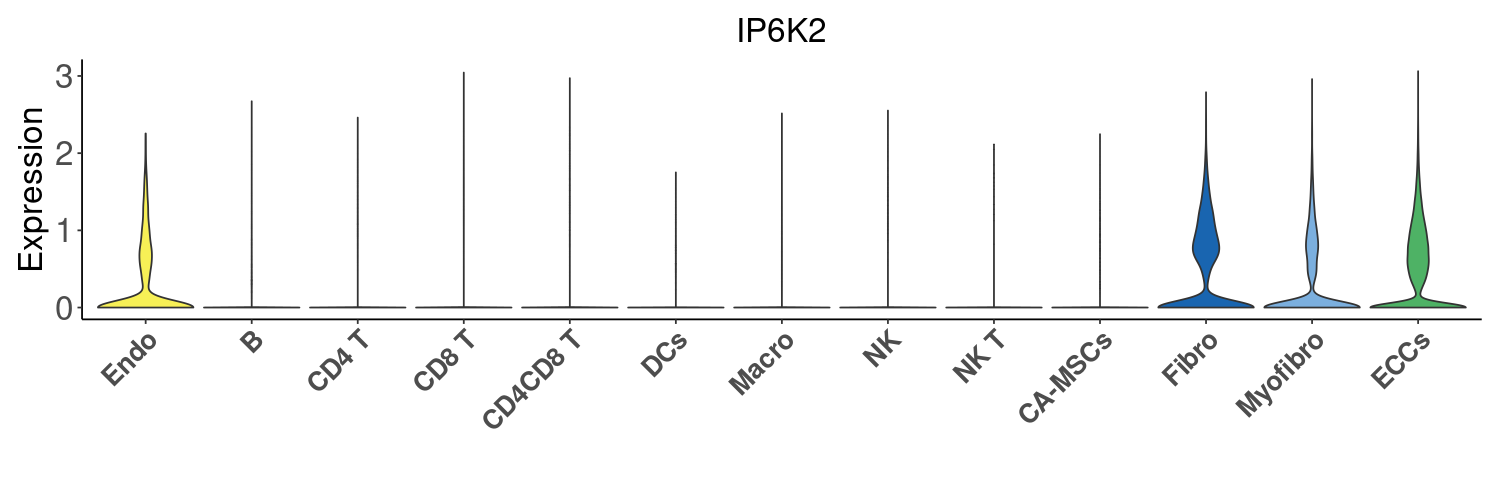 IP6K2
Expression
3
2
1
0
Endo
B
CD4 T
CD8 T
CD4CD8 T
DCs
Macro
NK
NK T
CA-MSCs
Fibro
Myofibro
ECCs